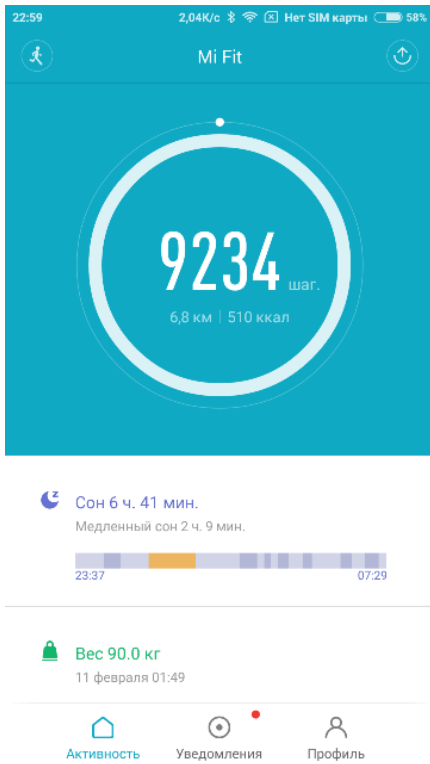 22:59 2,04K/c Нет SIM карты 58%
Mi Fit
9234 шаг.
6,8 км | 510 ккал
Сон 6 ч. 41 мин.
Медленный сон 2 ч. 9 мин.
23:37 07:29
Вес 90.0 кг
11 февраля 01:49
Активность Уведомления Профиль